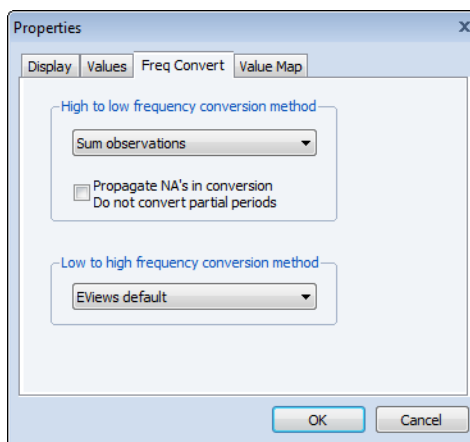 Properties
Display Values Freq Convert Value Map
High to low frequency conversion method
Sum observations
Propagate NA's in conversion
Do not convert partial periods
Low to high frequency conversion method
EViews default
OK Cancel